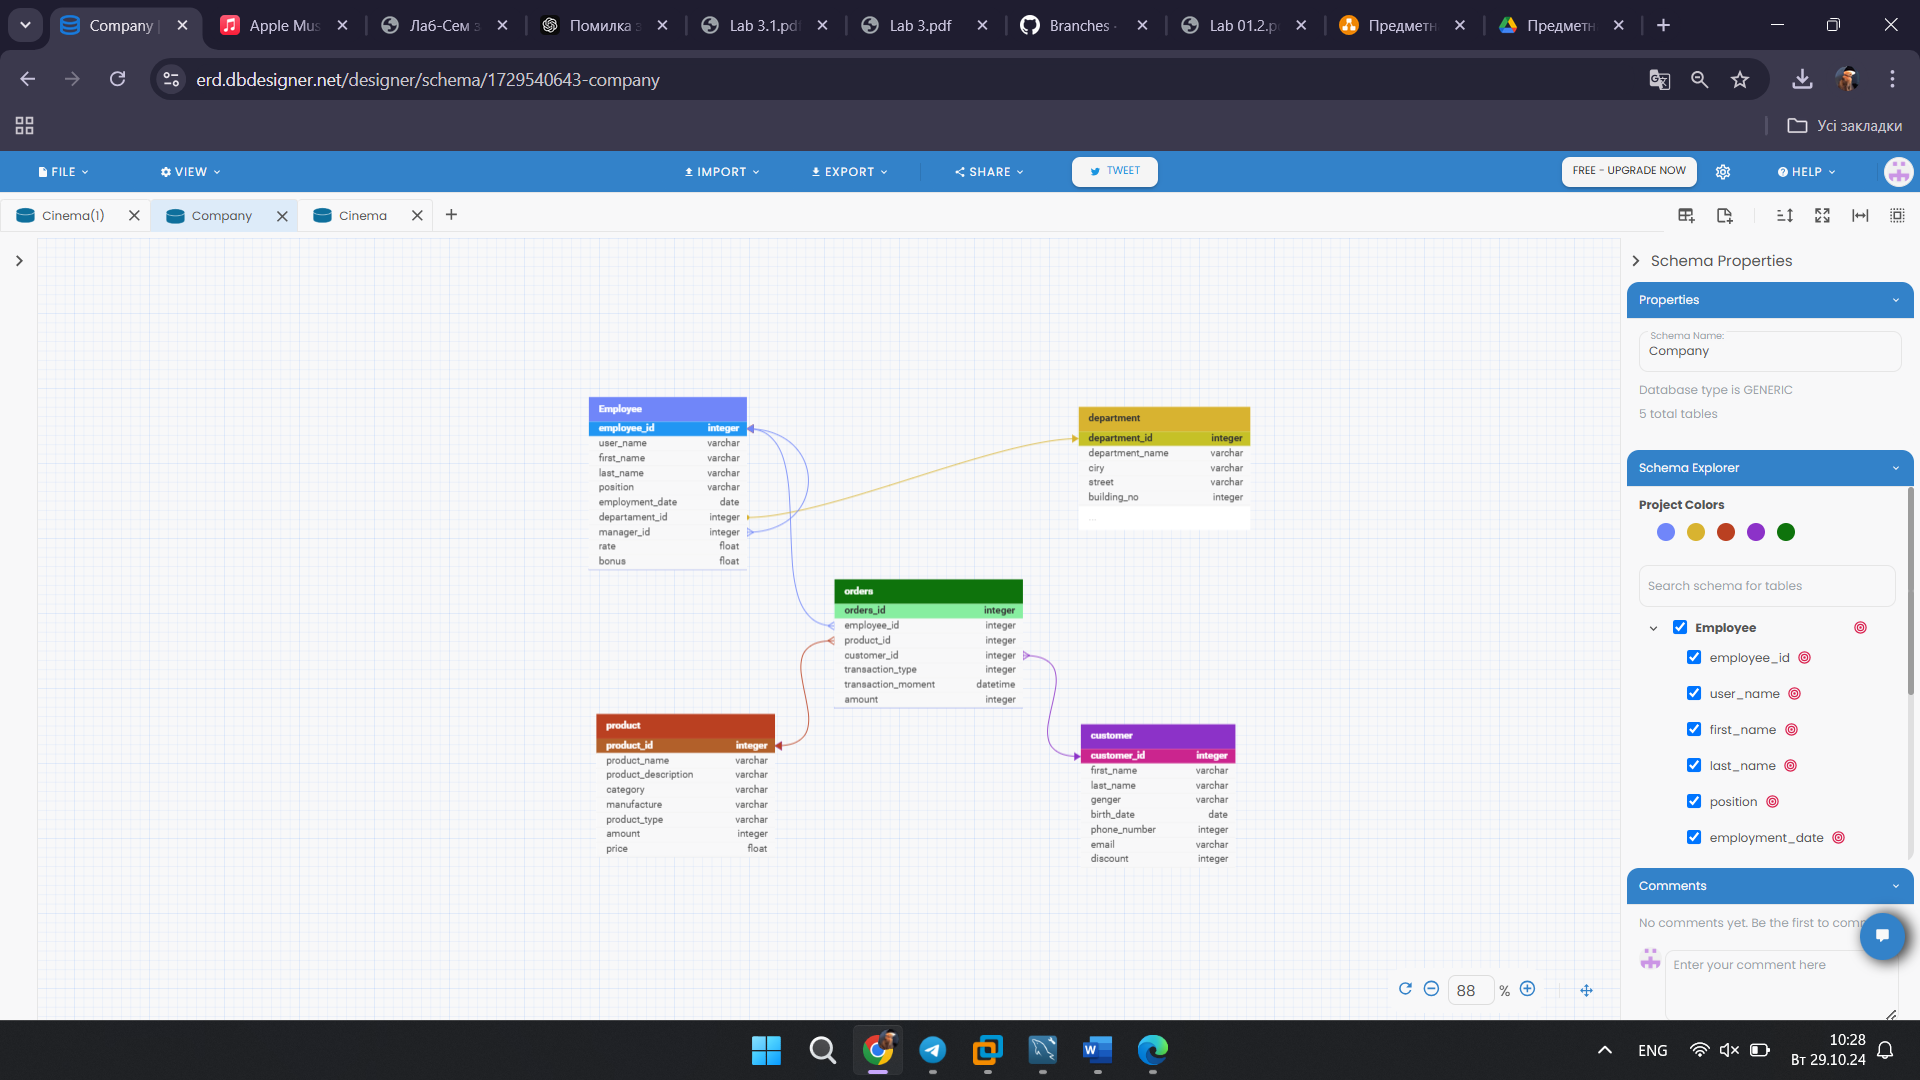 Company |
Apple Mus
Лаб-Сем з
Помилка з
Lab 3.1.pdf
Lab 3.pdf
Branches ·
Lab 01.2.p
Предметн
Предметн
erd.dbdesigner.net/designer/schema/1729540643-company
Усі закладки
FILE
VIEW
IMPORT
EXPORT
SHARE
TWEET
FREE - UPGRADE NOW
HELP
Cinema(1)
Company
Cinema
Employee
employee_id integer
user_name varchar
first_name varchar
last_name varchar
position varchar
employment_date date
departament_id integer
manager_id integer
rate float
bonus float
department
department_id integer
department_name varchar
ciry varchar
street varchar
building_no integer
orders
orders_id integer
employee_id integer
product_id integer
customer_id integer
transaction_type integer
transaction_moment datetime
amount integer
product
product_id integer
product_name varchar
product_description varchar
category varchar
manufacture varchar
product_type varchar
amount integer
price float
customer
customer_id integer
first_name varchar
last_name varchar
genger varchar
birth_date date
phone_number integer
email varchar
discount integer
88 %
Schema Properties
Properties
Schema Name:
Company
Database type is GENERIC
5 total tables
Schema Explorer
Project Colors
Search schema for tables
Employee
employee_id
user_name
first_name
last_name
position
employment_date
Comments
No comments yet. Be the first to com
Enter your comment here
ENG
10:28
Вт 29.10.24